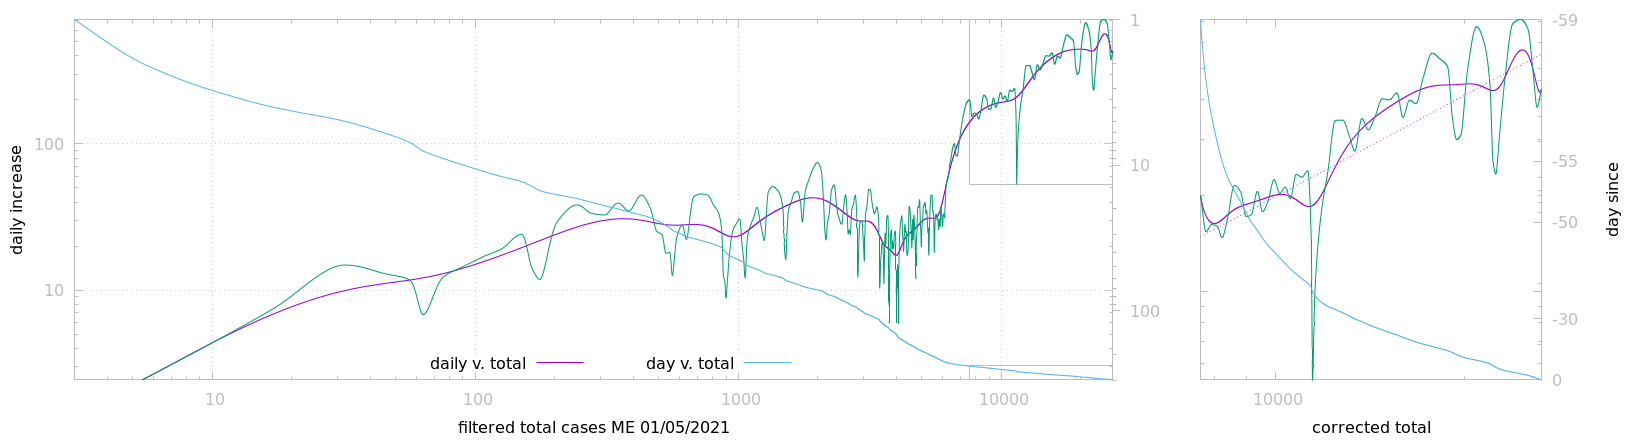 daily increase
100
10
daily v. total
day v. total
10
100
1000
10000
filtered total cases ME 01/05/2021
1
10
100
10000
corrected total
-59
-55
-50
-30
0
day since